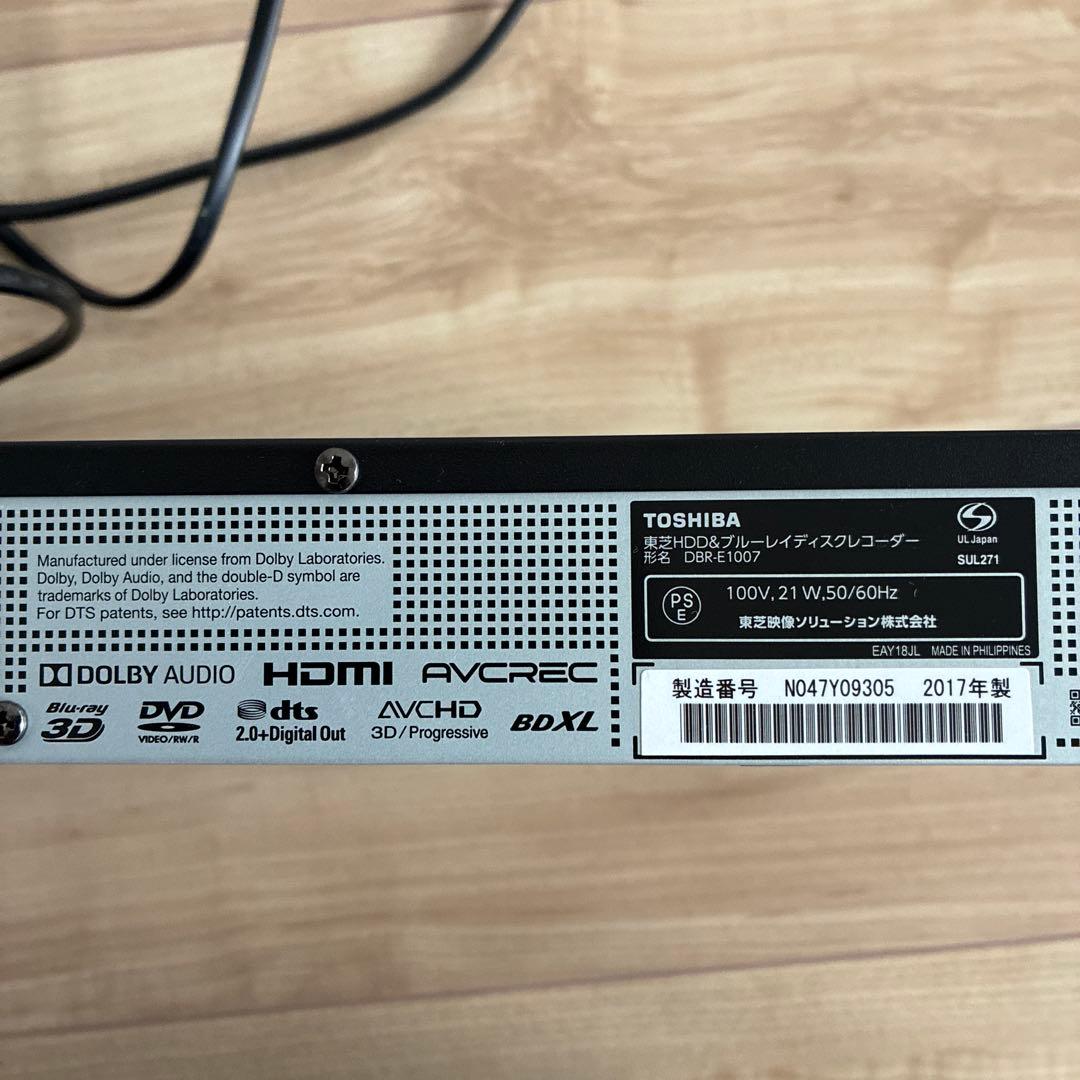 Manufactured under license from Dolby Laboratories.
Dolby, Dolby Audio, and the double-D symbol are
trademarks of Dolby Laboratories.
For DTS patents, see http://patents.dts.com.
DOLBY AUDIO
HDMI
AVCREC
Blu-ray
3D
DVD
VIDEO/RW/R
dts
2.0+Digital Out
AVCHD
3D/Progressive
BDXL
TOSHIBA
東芝HDD&ブルーレイディスクレコーダー
形名 DBR-E1007
UL Japan
SUL271
PS
E
100V, 21W, 50/60Hz
東芝映像ソリューション株式会社
EAY18JL MADE IN PHILIPPINES
製造番号 N047Y09305 2017年製